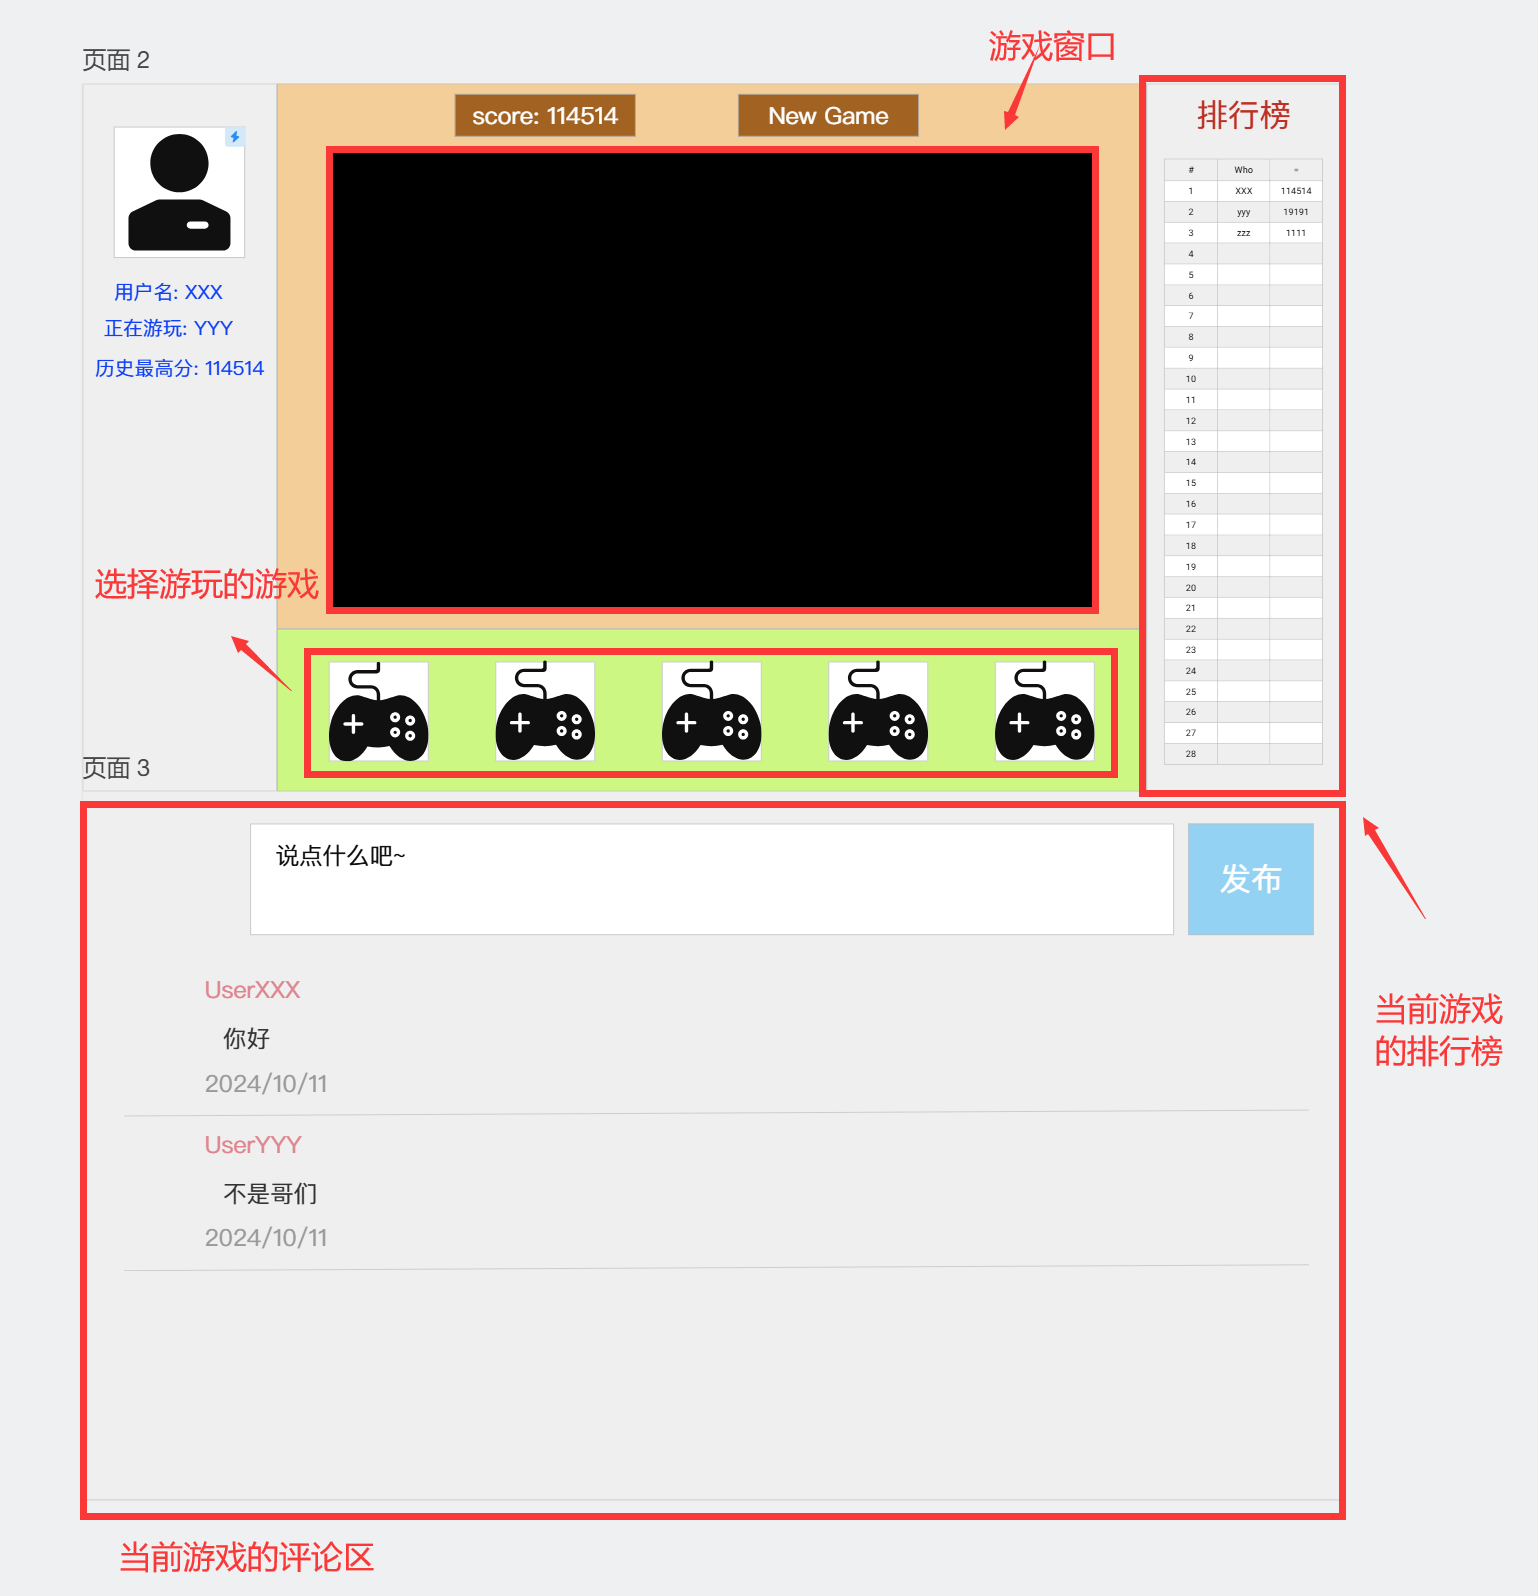 页面 2
游戏窗口
score: 114514
New Game
排行榜
用户名: XXX
正在游玩: YYY
历史最高分: 114514
# Who =
1 XXX 114514
2 yyy 19191
3 zzz 1111
4
5
6
7
8
9
10
11
12
13
14
15
16
17
18
19
20
21
22
23
24
25
26
27
28
选择游玩的游戏
页面 3
说点什么吧~
发布
UserXXX
你好
2024/10/11
UserYYY
不是哥们
2024/10/11
当前游戏
的排行榜
当前游戏的评论区